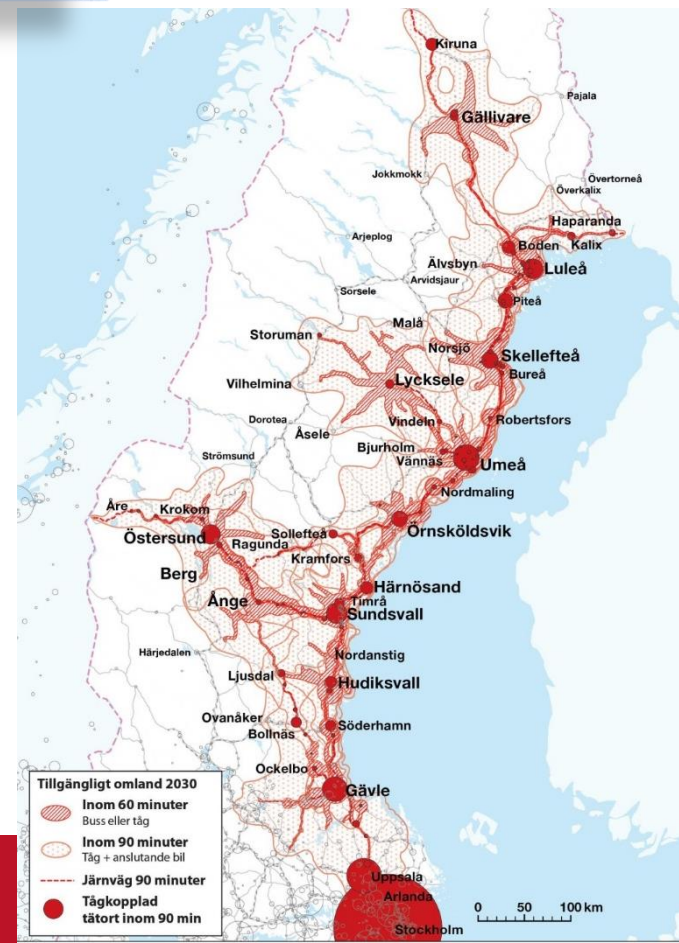 Kiruna
Pajala
Gällivare
Jokkmokk
Övertorneå
Överkalix
Haparanda
Arjeplog
Boden
Kalix
Älvsbyn
Luleå
Arvidsjaur
Sorsele
Piteå
Malå
Storuman
Norsjö
Skellefteå
Bureå
Lycksele
Vilhelmina
Dorotea
Vindeln
Robertsfors
Åsele
Bjurholm
Strömsund
Vännäs
Umeå
Nordmaling
Åre
Krokom
Sollefteå
Örnsköldsvik
Östersund
Ragunda
Kramfors
Berg
Härnösand
Ånge
Timrå
Sundsvall
Härjedalen
Nordanstig
Ljusdal
Hudiksvall
Ovanåker
Söderhamn
Bollnäs
Ockelbo
Gävle
Tillgängligt omland 2030
Inom 60 minuter
Buss eller tåg
Inom 90 minuter
Tåg + anslutande bil
Järnväg 90 minuter
Tågkopplad
tätort inom 90 min
Uppsala
Arlanda
Stockholm
0 50 100 km